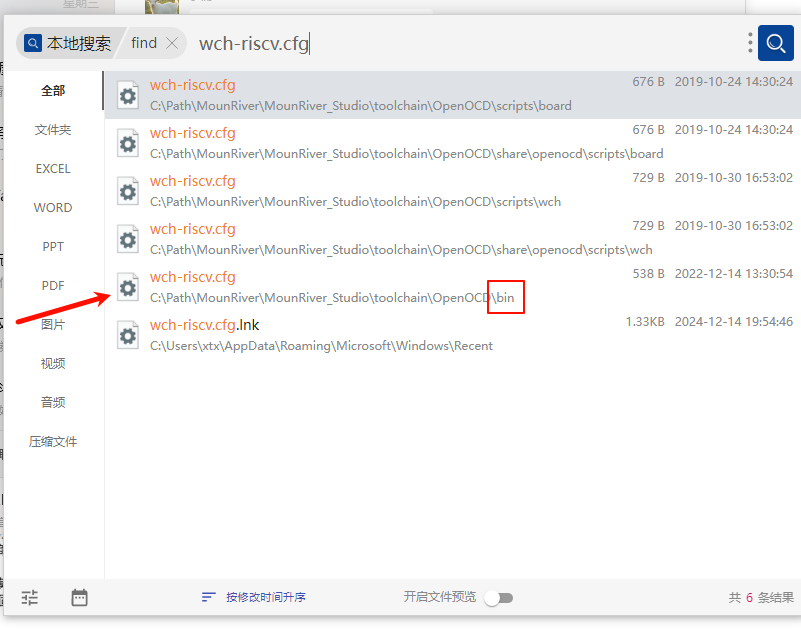 星期三
本地搜索
find
wch-riscv.cfg
全部
文件夹
EXCEL
WORD
PPT
PDF
图片
视频
音频
压缩文件
wch-riscv.cfg 676 B 2019-10-24 14:30:24
C:\Path\MounRiver\MounRiver_Studio\toolchain\OpenOCD\scripts\board
wch-riscv.cfg 676 B 2019-10-24 14:30:24
C:\Path\MounRiver\MounRiver_Studio\toolchain\OpenOCD\share\openocd\scripts\board
wch-riscv.cfg 729 B 2019-10-30 16:53:02
C:\Path\MounRiver\MounRiver_Studio\toolchain\OpenOCD\scripts\wch
wch-riscv.cfg 729 B 2019-10-30 16:53:02
C:\Path\MounRiver\MounRiver_Studio\toolchain\OpenOCD\share\openocd\scripts\wch
wch-riscv.cfg 538 B 2022-12-14 13:30:54
C:\Path\MounRiver\MounRiver_Studio\toolchain\OpenOCD\bin
wch-riscv.cfg.lnk 1.33KB 2024-12-14 19:54:46
C:\Users\xtx\AppData\Roaming\Microsoft\Windows\Recent
按修改时间升序
开启文件预览
共 6 条结果